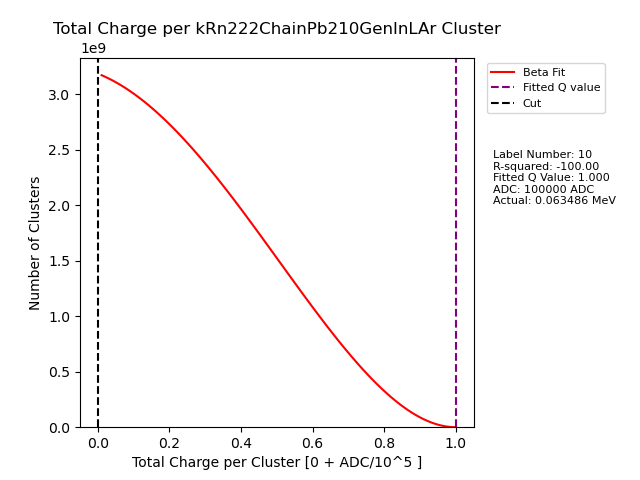 Total Charge per kRn222ChainPb210GenInLAr Cluster
1e9
3.0
2.5
2.0
1.5
1.0
0.5
0.0
Number of Clusters
0.0 0.2 0.4 0.6 0.8 1.0
Total Charge per Cluster [0 + ADC/10^5 ]
Beta Fit
Fitted Q value
Cut
Label Number: 10
R-squared: -100.00
Fitted Q Value: 1.000
ADC: 100000 ADC
Actual: 0.063486 MeV